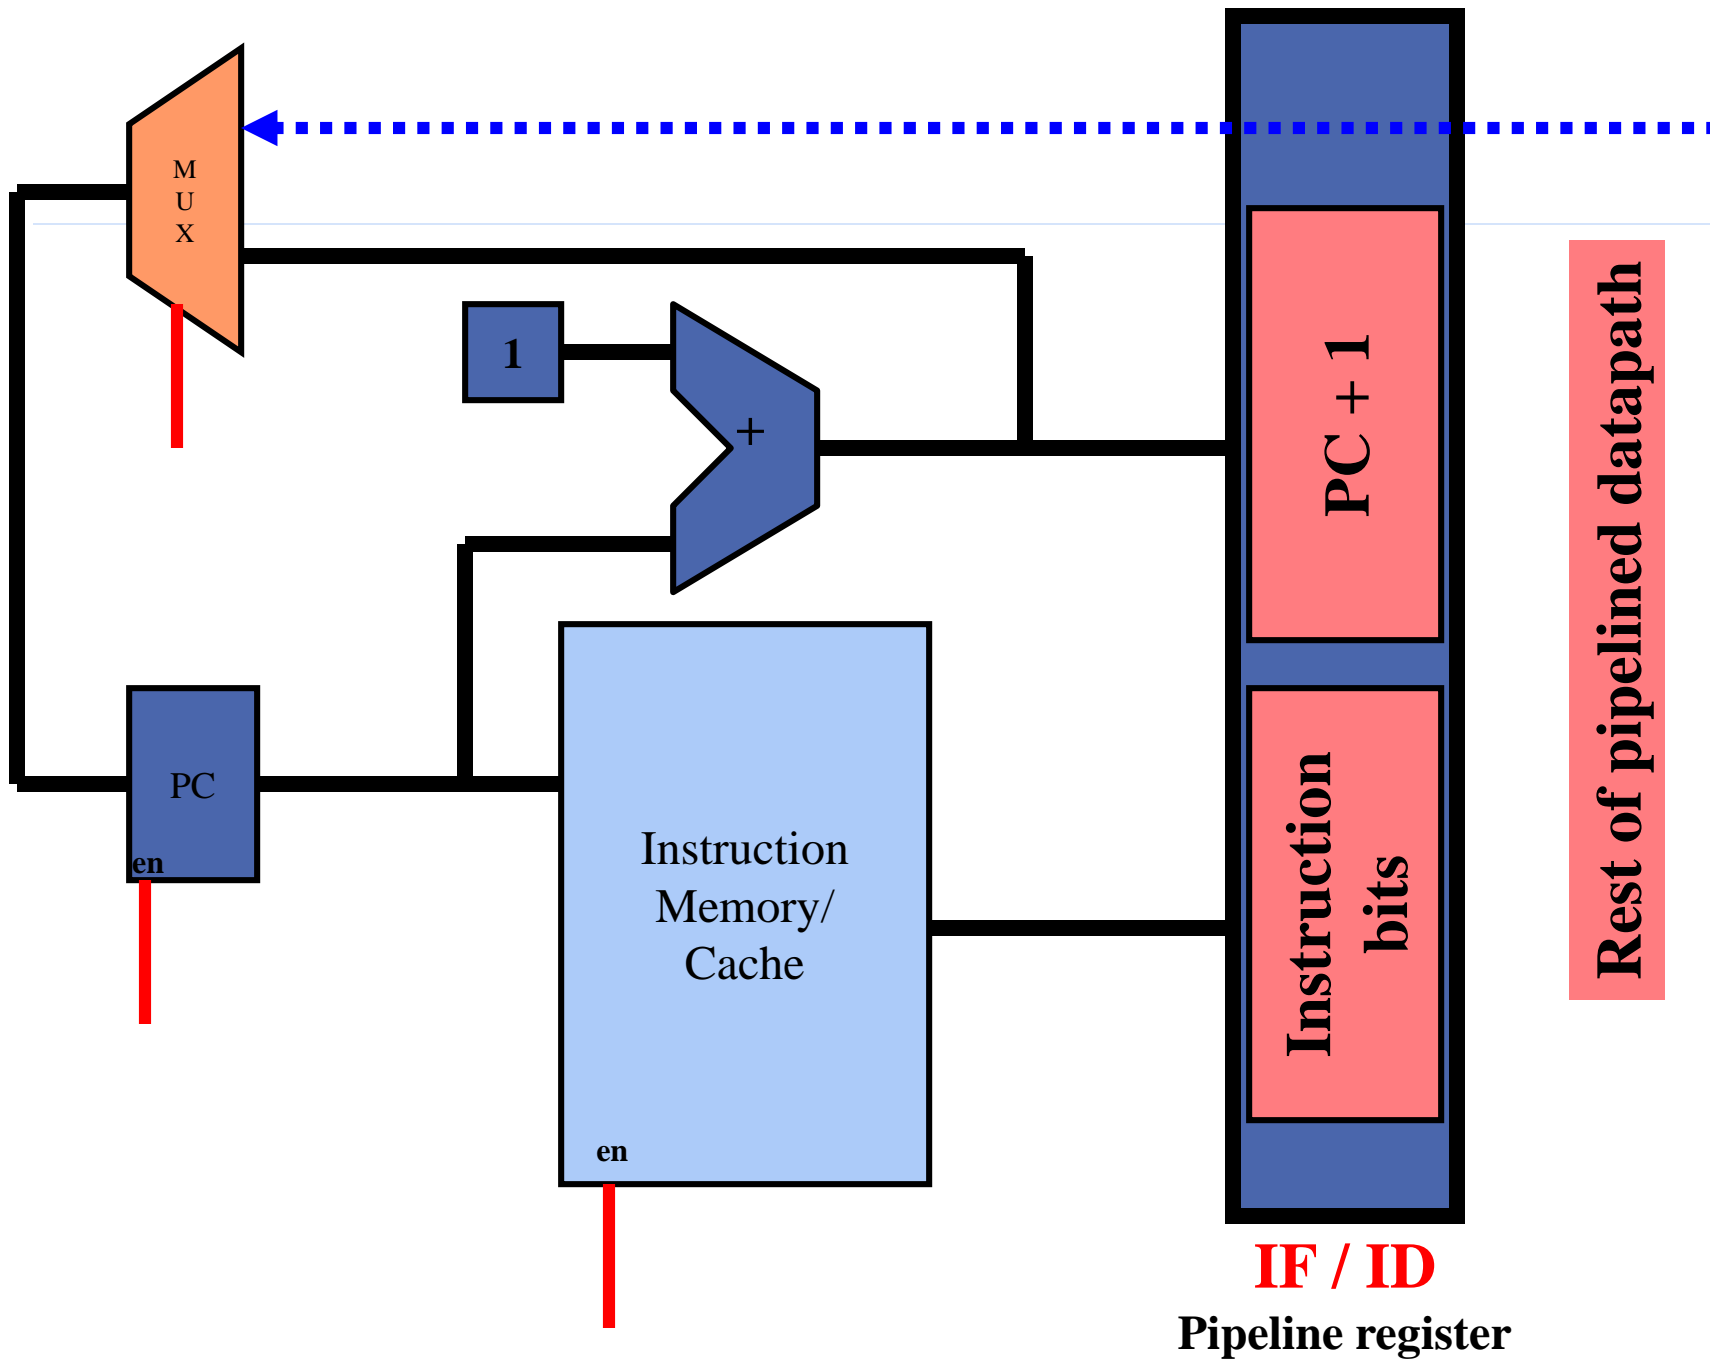 M
U
X
1
+
PC + 1
Rest of pipelined datapath
PC
en
Instruction
Memory/
Cache
en
Instruction
bits
IF / ID
Pipeline register